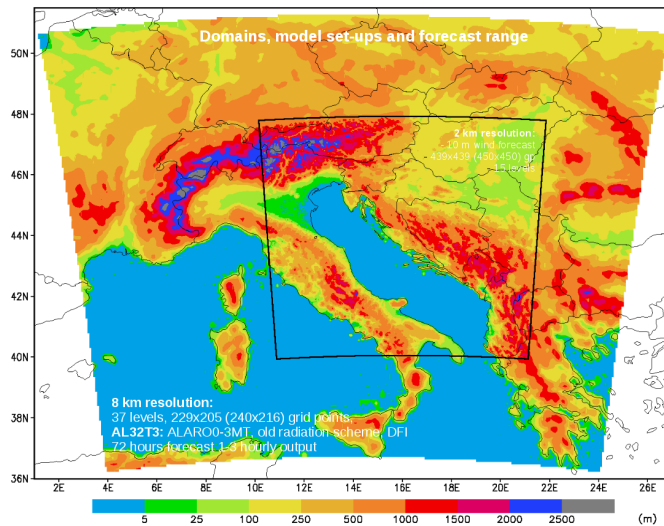 Domains, model set-ups and forecast range
2 km resolution:
- 10 m wind forecast
439x439 (450x450) gp
15 levels
8 km resolution:
37 levels, 229x205 (240x216) grid points,
AL32T3: ALARO0-3MT, old radiation scheme, DFI
72 hours forecast 1-3 hourly output
50N
48N
46N
44N
42N
40N
38N
36N
2E 4E 6E 8E 10E 12E 14E 16E 18E 20E 22E 24E 26E
5 25 100 250 500 1000 1500 2000 2500 (m)